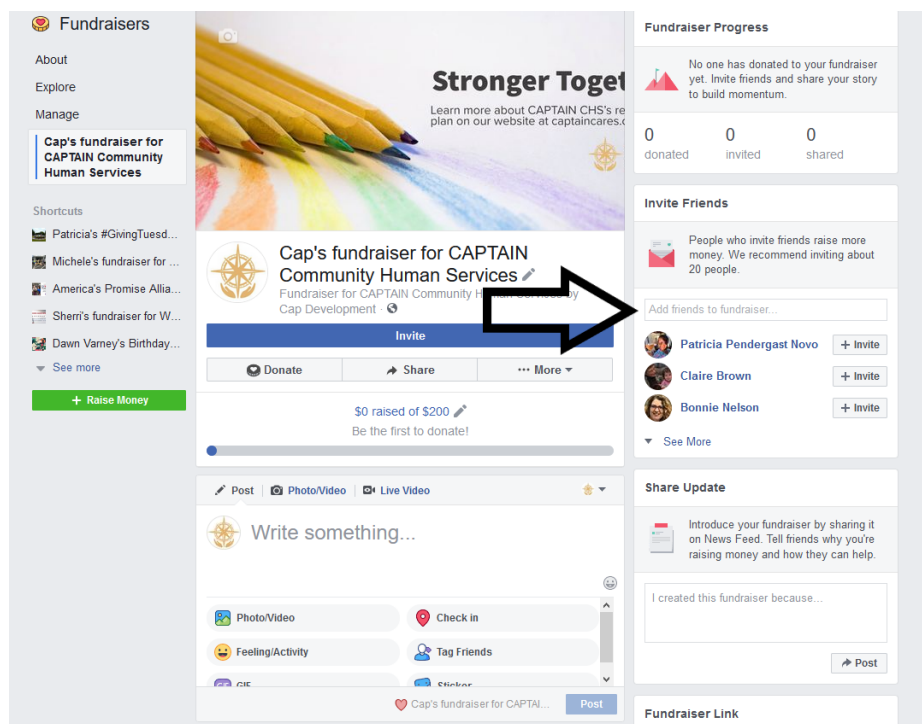 Fundraisers
About
Explore
Manage
Cap's fundraiser for
CAPTAIN Community
Human Services
Shortcuts
Patricia's #GivingTuesd...
Michele's fundraiser for ...
America's Promise Allia...
Sherri's fundraiser for W...
Dawn Varney's Birthday...
See more
+ Raise Money
Stronger Toget
Learn more about CAPTAIN CHS's re
plan on our website at captaincares.c
Cap's fundraiser for CAPTAIN
Community Human Services
Fundraiser for CAPTAIN Community Human Services by
Cap Development ·
Invite
Donate
Share
More
$0 raised of $200
Be the first to donate!
Post
Photo/Video
Live Video
Write something...
Photo/Video
Check in
Feeling/Activity
Tag Friends
GIF
Sticker
Cap's fundraiser for CAPTAI...
Post
Fundraiser Progress
No one has donated to your fundraiser
yet. Invite friends and share your story
to build momentum.
0 0 0
donated invited shared
Invite Friends
People who invite friends raise more
money. We recommend inviting about
20 people.
Add friends to fundraiser...
Patricia Pendergast Novo + Invite
Claire Brown + Invite
Bonnie Nelson + Invite
See More
Share Update
Introduce your fundraiser by sharing it
on News Feed. Tell friends why you're
raising money and how they can help.
I created this fundraiser because...
Post
Fundraiser Link